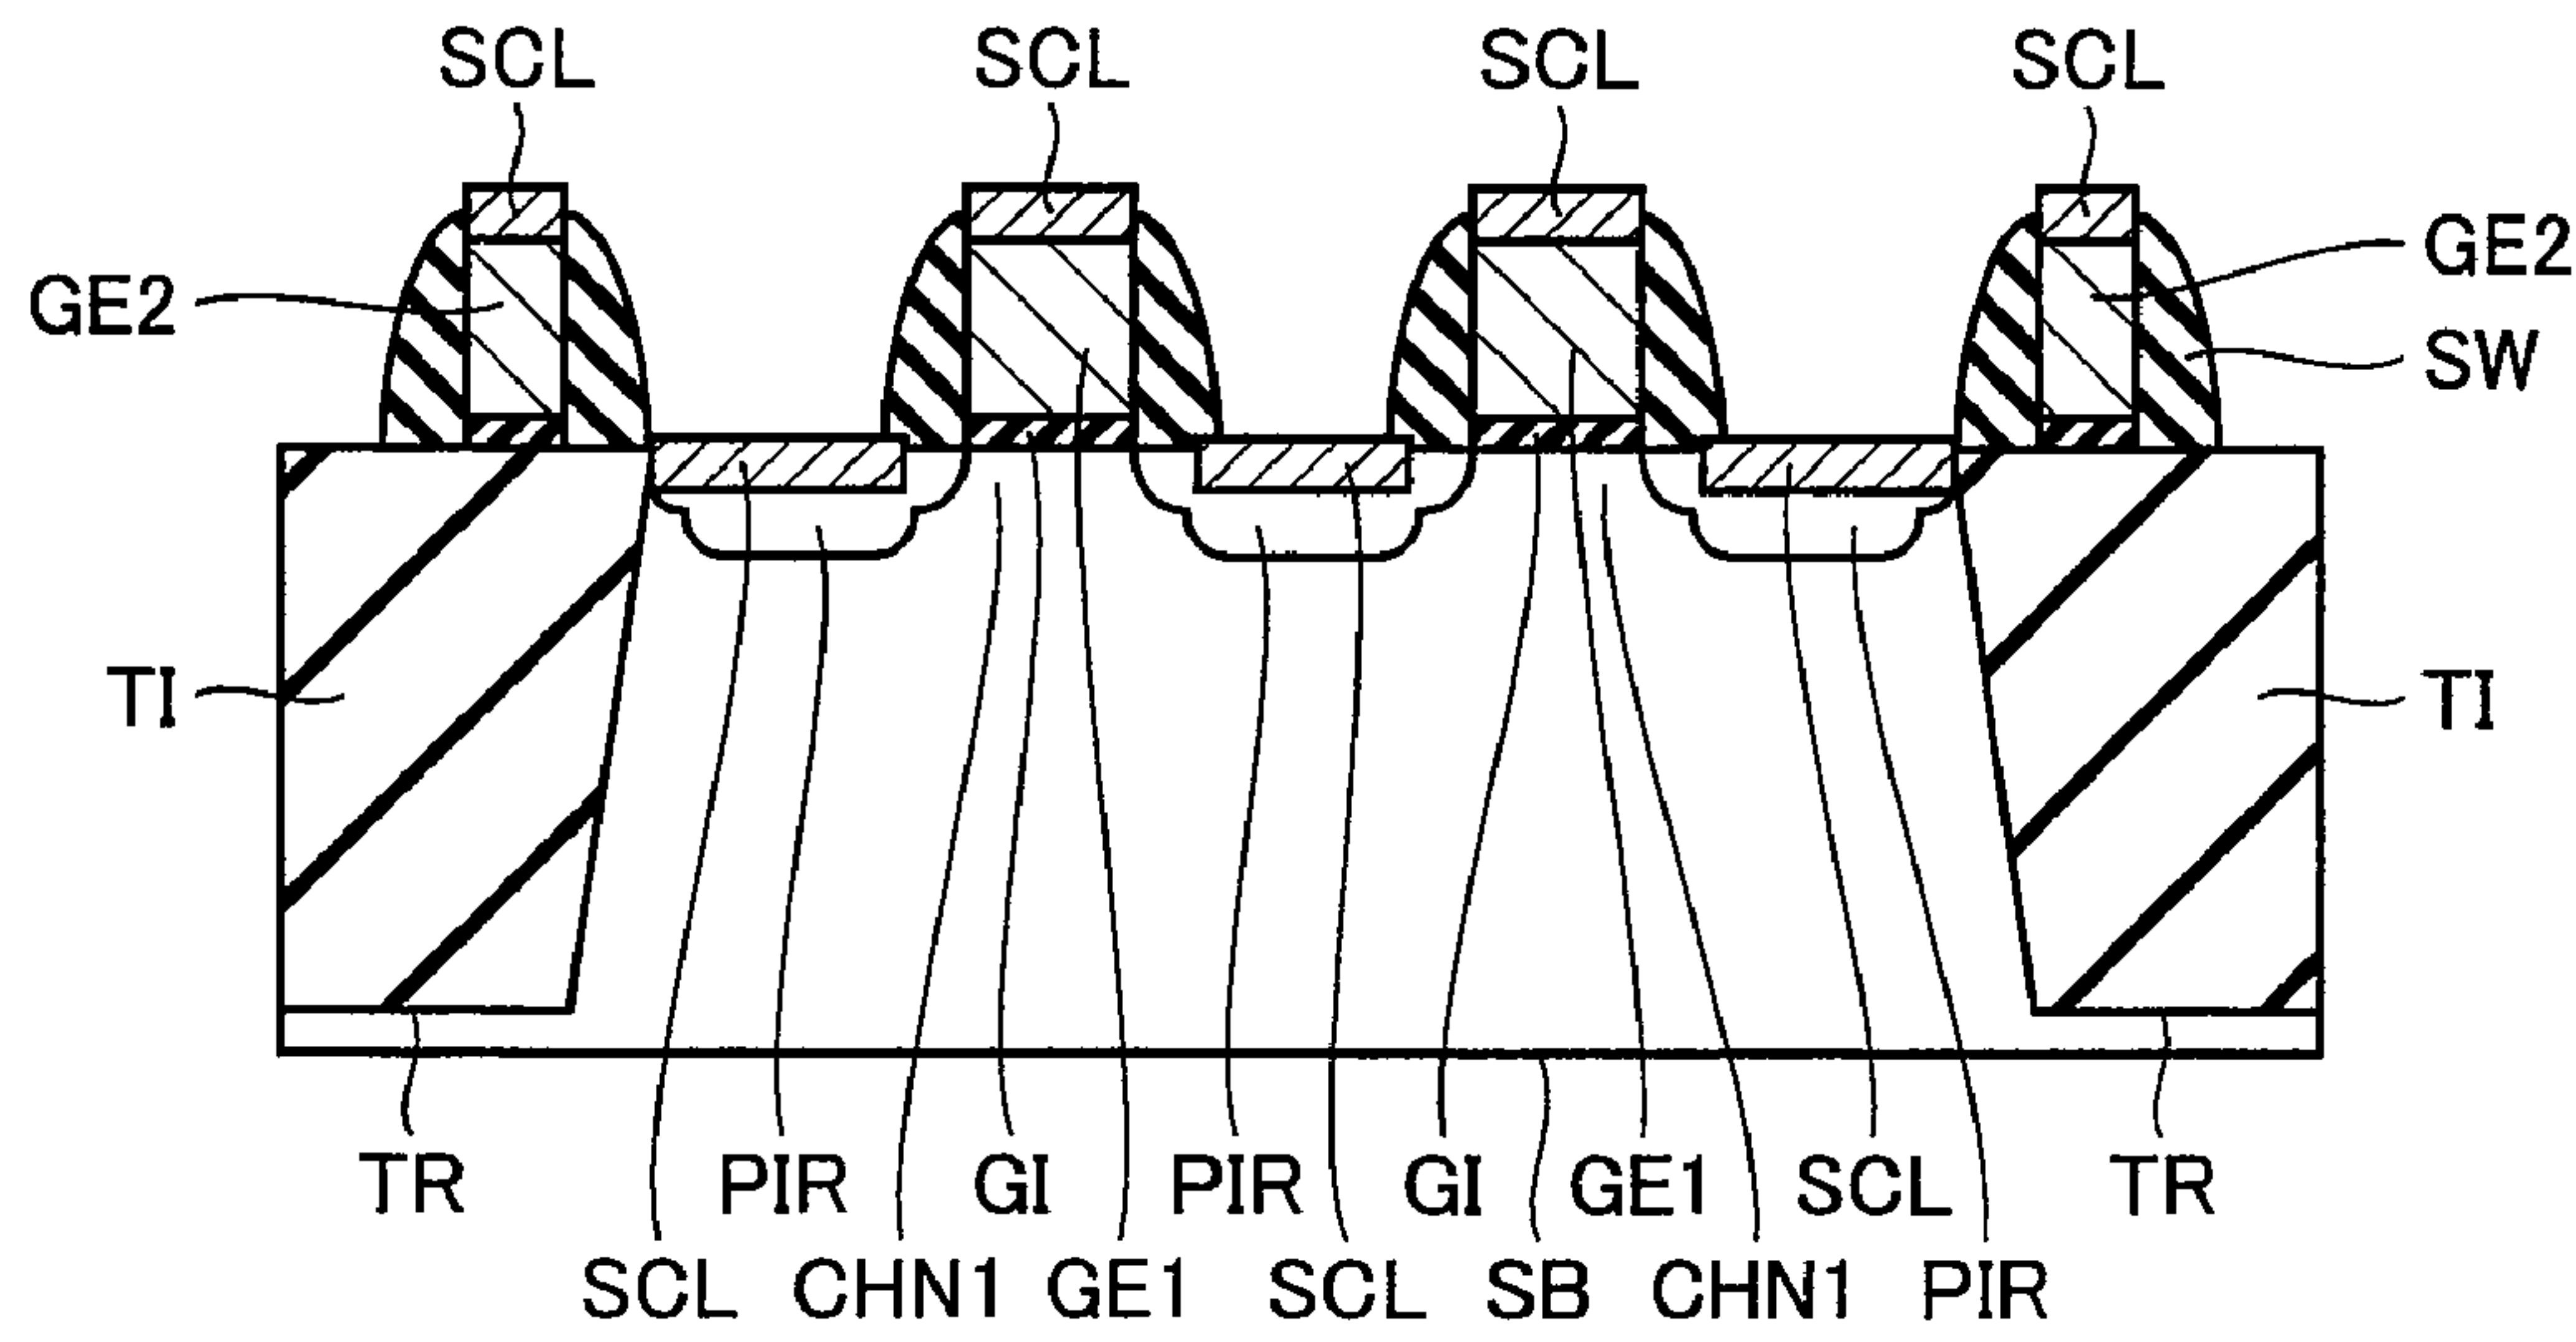 SCL SCL SCL SCL
GE2 GE2
SW
TI TI
TR PIR GI PIR GI GE1 SCL TR
SCL CHN1 GE1 SCL SB CHN1 PIR